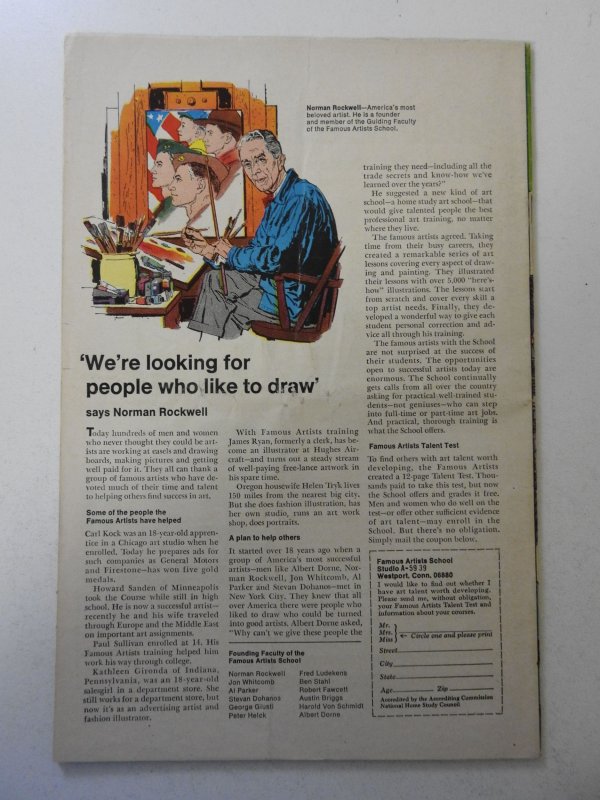 Norman Rockwell—America's most
beloved artist. He is a founder
and member of the Guiding Faculty
of the Famous Artists School.
'We're looking for
people who like to draw'
says Norman Rockwell
Today hundreds of men and women
who never thought they could be art-
ists are working at easels and drawing
boards, making pictures and getting
well paid for it. They all can thank a
group of famous artists who have de-
voted much of their time and talent
to helping others find success in art.
Some of the people the
Famous Artists have helped
Carl Kock was an 18-year-old appren-
tice in a Chicago art studio when he
enrolled. Today he prepares ads for
such companies as General Motors
and Firestone—has won five gold
medals.
Howard Sanden of Minneapolis
took the Course while still in high
school. He is now a successful artist—
recently he and his wife traveled
through Europe and the Middle East
on important art assignments.
Paul Sullivan enrolled at 14. His
Famous Artists training helped him
work his way through college.
Kathleen Gironda of Indiana,
Pennsylvania, was an 18-year-old
salesgirl in a department store. She
still works for a department store, but
now it's as an advertising artist and
fashion illustrator.
With Famous Artists training
James Ryan, formerly a clerk, has be-
come an illustrator at Hughes Air-
craft—and turns out a steady stream
of well-paying free-lance artwork in
his spare time.
Oregon housewife Helen Tryk lives
150 miles from the nearest big city.
But she does fashion illustration, has
her own studio, runs an art work
shop, does portraits.
A plan to help others
It started over 18 years ago when a
group of America's most successful
artists—men like Albert Dorne, Nor-
man Rockwell, Jon Whitcomb, Al
Parker and Stevan Dohanos—met in
New York City. They knew that all
over America there were people who
liked to draw who could be turned
into good artists. Albert Dorne asked,
"Why can't we give these people the
Founding Faculty of the
Famous Artists School
Norman Rockwell
Jon Whitcomb
Al Parker
Stevan Dohanos
George Giusti
Peter Helck
Fred Ludekens
Ben Stahl
Robert Fawcett
Austin Briggs
Harold Von Schmidt
Albert Dorne
training they need—including all the
trade secrets and know-how we've
learned over the years?"
He suggested a new kind of art
school—a home study art school—that
would give talented people the best
professional art training, no matter
where they live.
The famous artists agreed. Taking
time from their busy careers, they
created a remarkable series of art
lessons covering every aspect of draw-
ing and painting. They illustrated
their lessons with over 5,000 "here's-
how" illustrations. The lessons start
from scratch and cover every skill a
top artist needs. Finally, they de-
veloped a wonderful way to give each
student personal correction and ad-
vice all through his training.
The famous artists with the School
are not surprised at the success of
their students. The opportunities
open to successful artists today are
enormous. The School continually
gets calls from all over the country
asking for practical well-trained stu-
dents—not geniuses—who can step
into full-time or part-time art jobs.
And practical, thorough training is
what the School offers.
Famous Artists Talent Test
To find others with art talent worth
developing, the Famous Artists
created a 12-page Talent Test. Thou-
sands paid to take this test, but now
the School offers and grades it free.
Men and women who do well on the
test—or offer other sufficient evidence
of art talent—may enroll in the
School. But there's no obligation.
Simply mail the coupon below.
Famous Artists School
Studio A-5939
Westport, Conn. 06880
I would like to find out whether I
have art talent worth developing.
Please send me, without obligation,
your Famous Artists Talent Test and
information about your courses.
Mr.
Mrs. ← Circle one and please print
Miss
Street
City
State
Age Zip
Accredited by the Accrediting Commission
National Home Study Council